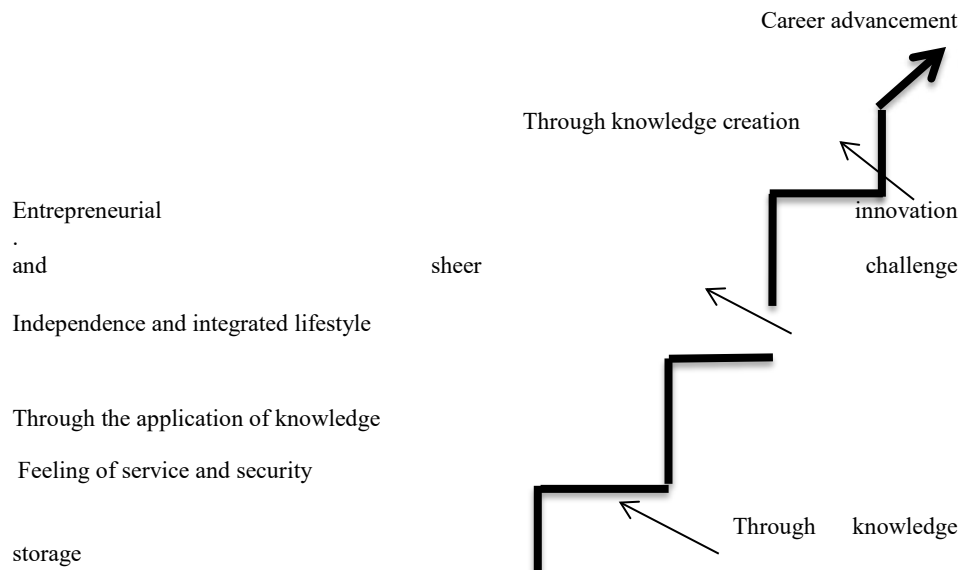 Career advancement
Through knowledge creation
Entrepreneurial innovation
.
and sheer challenge
Independence and integrated lifestyle
Through the application of knowledge
Feeling of service and security
Through knowledge
storage